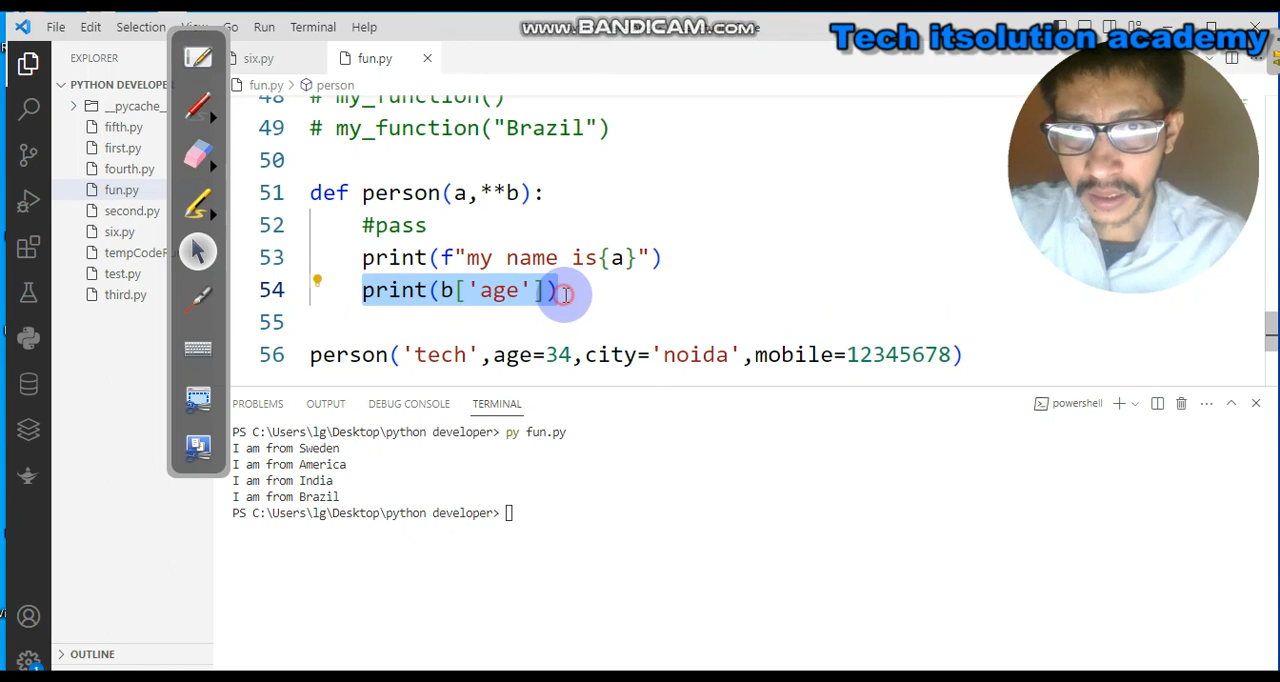 File Edit Selection View Go Run Terminal Help
WWW.BANDICAM.COM
Tech itsolution academy
EXPLORER
six.py
fun.py
PYTHON DEVELOPE
fun.py > person
__pycache_
fifth.py
first.py
fourth.py
fun.py
second.py
six.py
tempCodeF
test.py
third.py
OUTLINE
48 # my_function()
49 # my_function("Brazil")
50
51 def person(a,**b):
52 #pass
53 print(f"my name is{a}")
54 print(b['age'])
55
56 person('tech',age=34,city='noida',mobile=12345678)
PROBLEMS OUTPUT DEBUG CONSOLE TERMINAL
powershell
PS C:\Users\lg\Desktop\python developer> py fun.py
I am from Sweden
I am from America
I am from India
I am from Brazil
PS C:\Users\lg\Desktop\python developer>